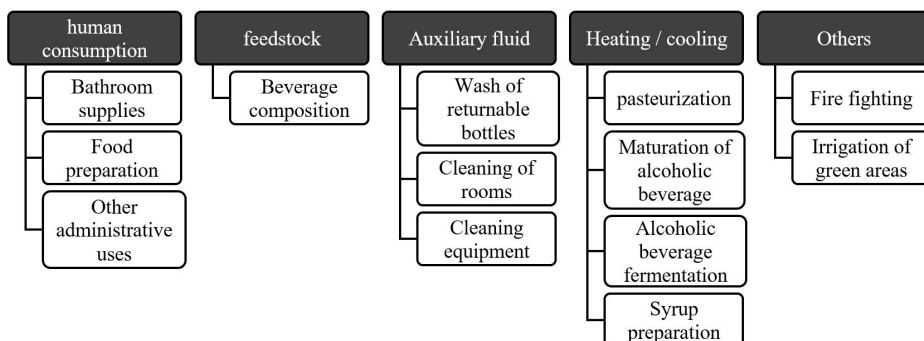 human
consumption
Bathroom
supplies
Food
preparation
Other
administrative
uses
feedstock
Beverage
composition
Auxiliary fluid
Wash of
returnable
bottles
Cleaning of
rooms
Cleaning
equipment
Heating / cooling
pasteurization
Maturation of
alcoholic
beverage
Alcoholic
beverage
fermentation
Syrup
preparation
Others
Fire fighting
Irrigation of
green areas